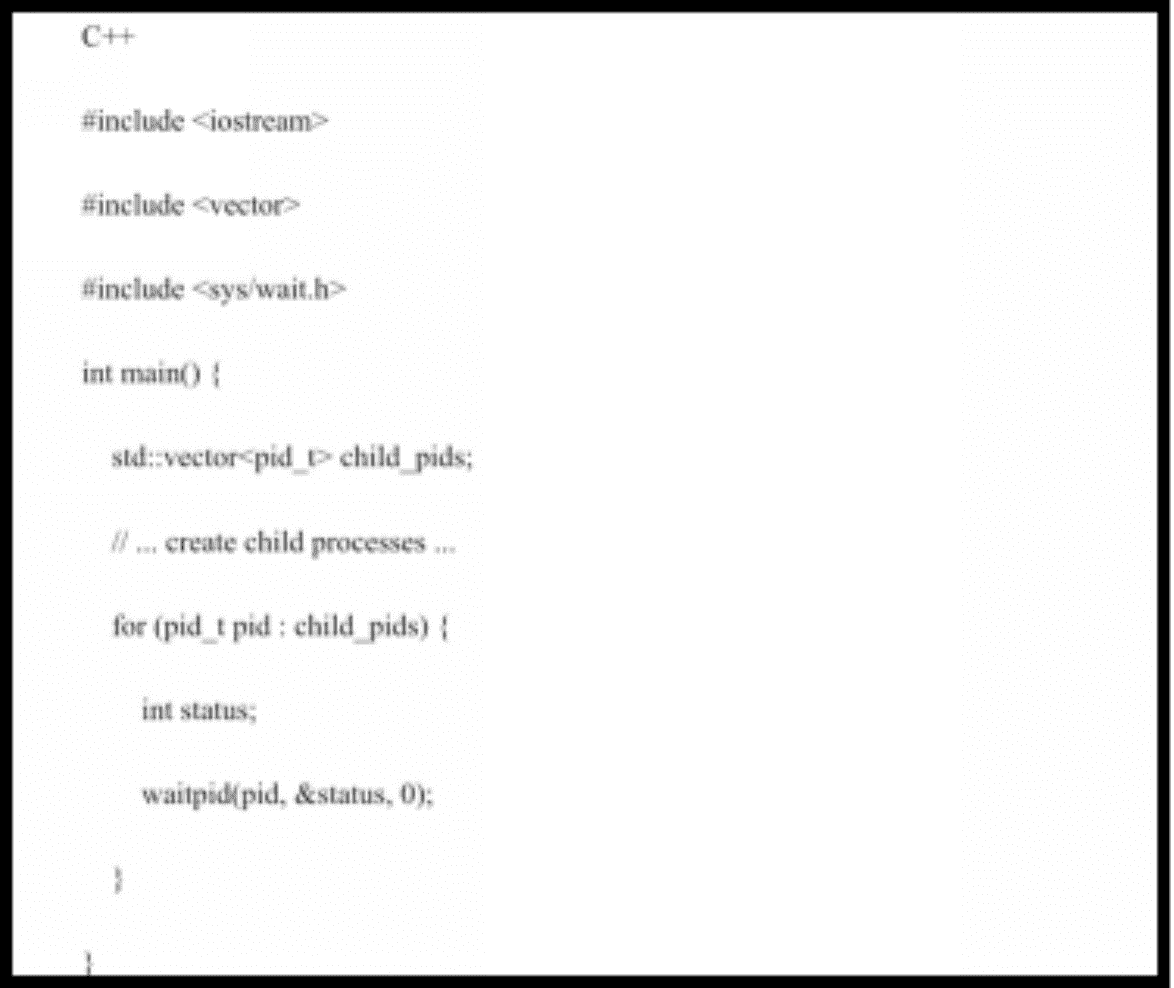 C++
#include <iostream>
#include <vector>
#include <sys/wait.h>
int main() {
std::vector<pid_t> child_pids;
// ... create child processes ...
for (pid_t pid : child_pids) {
int status;
waitpid(pid, &status, 0);
}
}